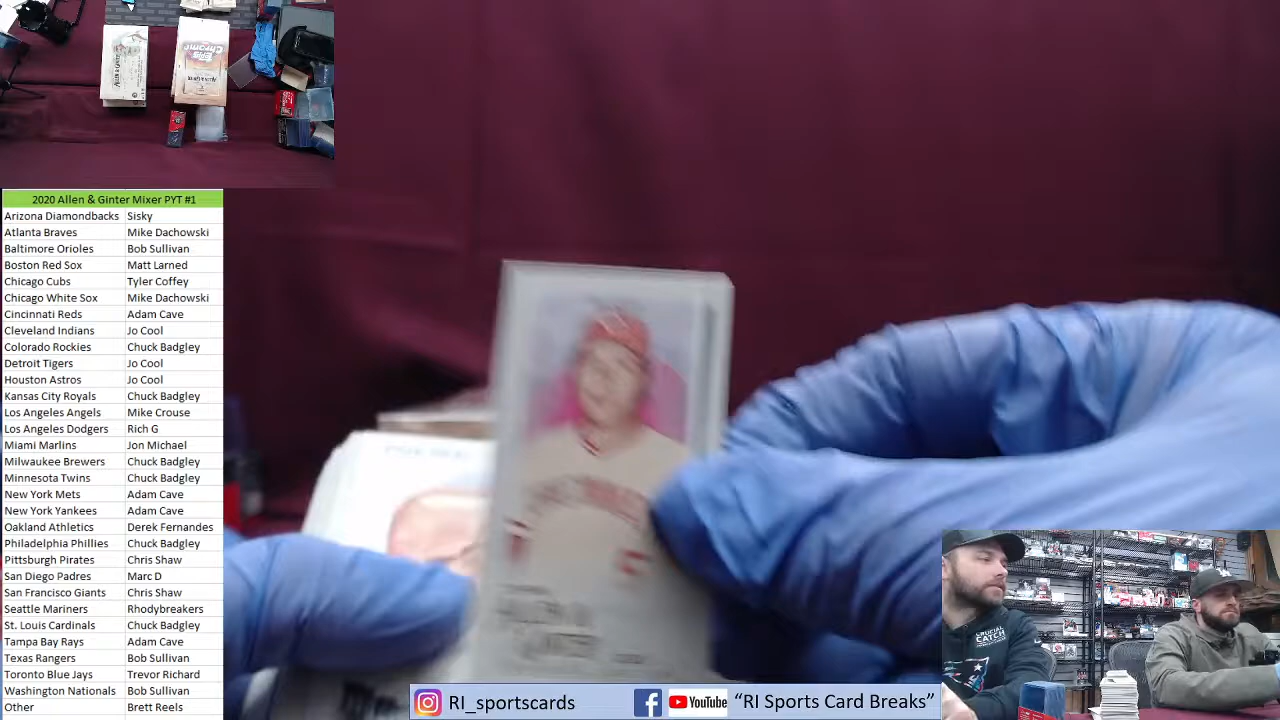 2020 Allen & Ginter Mixer PYT #1
Arizona Diamondbacks Sisky
Atlanta Braves Mike Dachowski
Baltimore Orioles Bob Sullivan
Boston Red Sox Matt Larned
Chicago Cubs Tyler Coffey
Chicago White Sox Mike Dachowski
Cincinnati Reds Adam Cave
Cleveland Indians Jo Cool
Colorado Rockies Chuck Badgley
Detroit Tigers Jo Cool
Houston Astros Jo Cool
Kansas City Royals Chuck Badgley
Los Angeles Angels Mike Crouse
Los Angeles Dodgers Rich G
Miami Marlins Jon Michael
Milwaukee Brewers Chuck Badgley
Minnesota Twins Chuck Badgley
New York Mets Adam Cave
New York Yankees Adam Cave
Oakland Athletics Derek Fernandes
Philadelphia Phillies Chuck Badgley
Pittsburgh Pirates Chris Shaw
San Diego Padres Marc D
San Francisco Giants Chris Shaw
Seattle Mariners Rhodybreakers
St. Louis Cardinals Chuck Badgley
Tampa Bay Rays Adam Cave
Texas Rangers Bob Sullivan
Toronto Blue Jays Trevor Richard
Washington Nationals Bob Sullivan
Other Brett Reels
CRUCIAL
CATCH
RI_sportscards
YouTube
“RI Sports Card Breaks”